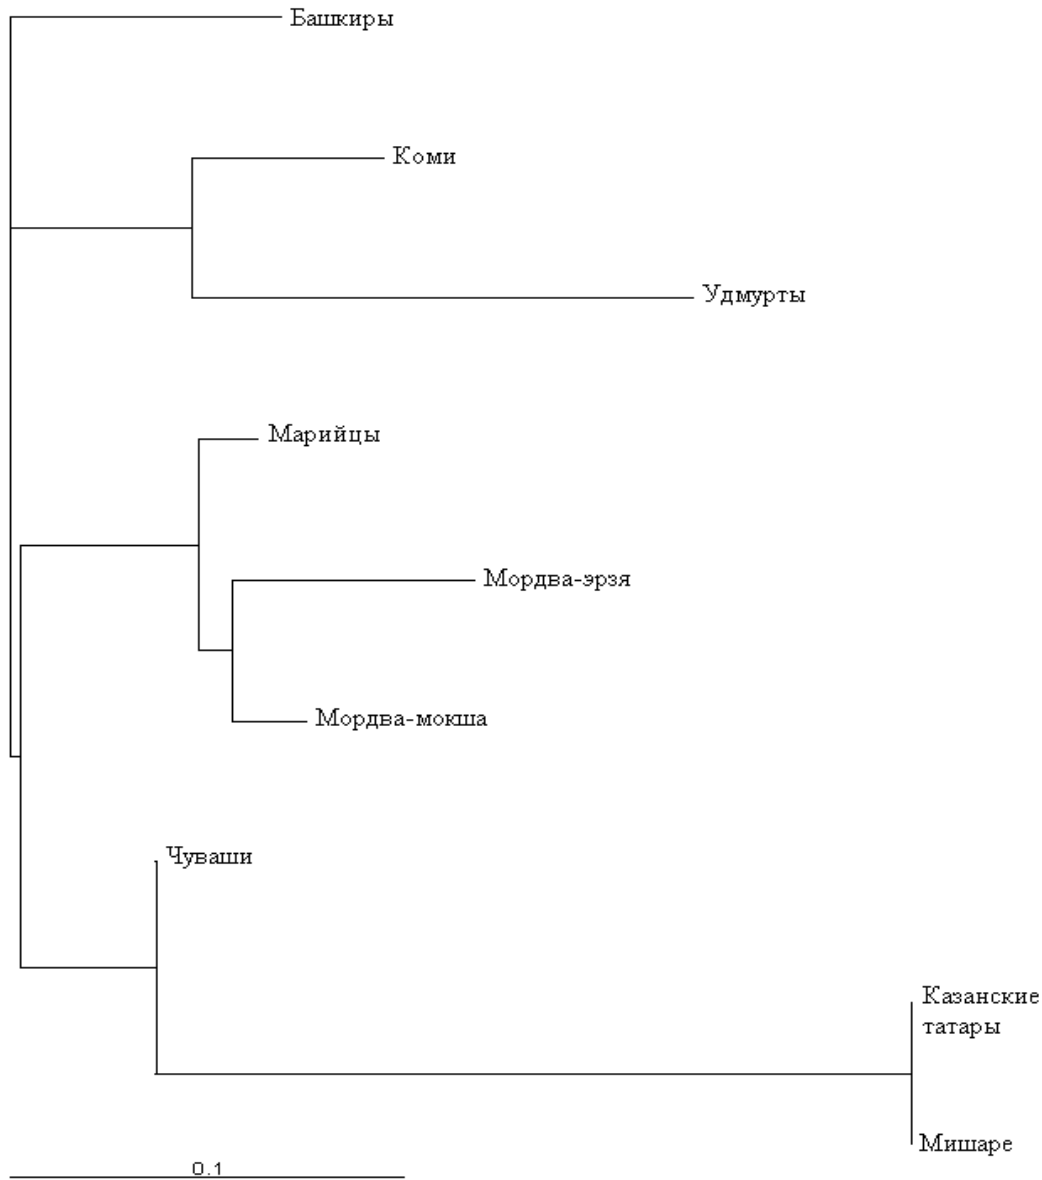 Башкиры
Коми
Удмурты
Марийцы
Мордва-эрзя
Мордва-мокша
Чуваши
Казанские
татары
Мишаре
0.1